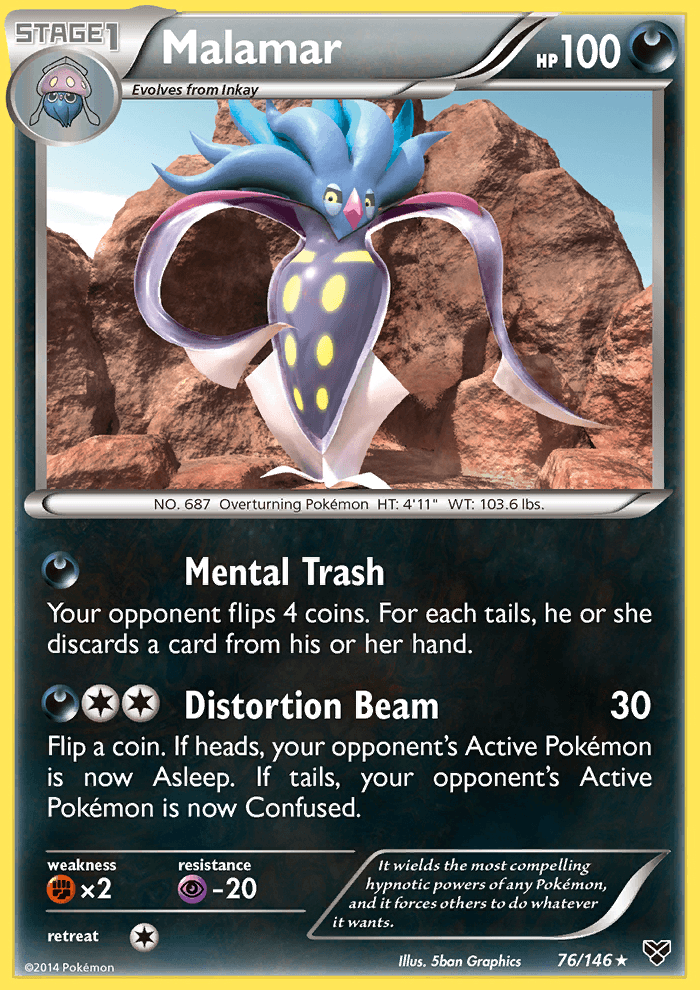 STAGE1
Malamar
HP 100
Evolves from Inkay
NO. 687 Overturning Pokémon HT: 4'11" WT: 103.6 lbs.
Mental Trash
Your opponent flips 4 coins. For each tails, he or she
discards a card from his or her hand.
Distortion Beam 30
Flip a coin. If heads, your opponent's Active Pokémon
is now Asleep. If tails, your opponent's Active
Pokémon is now Confused.
weakness resistance
×2 -20
retreat
It wields the most compelling
hypnotic powers of any Pokémon,
and it forces others to do whatever
it wants.
©2014 Pokémon Illus. 5ban Graphics 76/146★